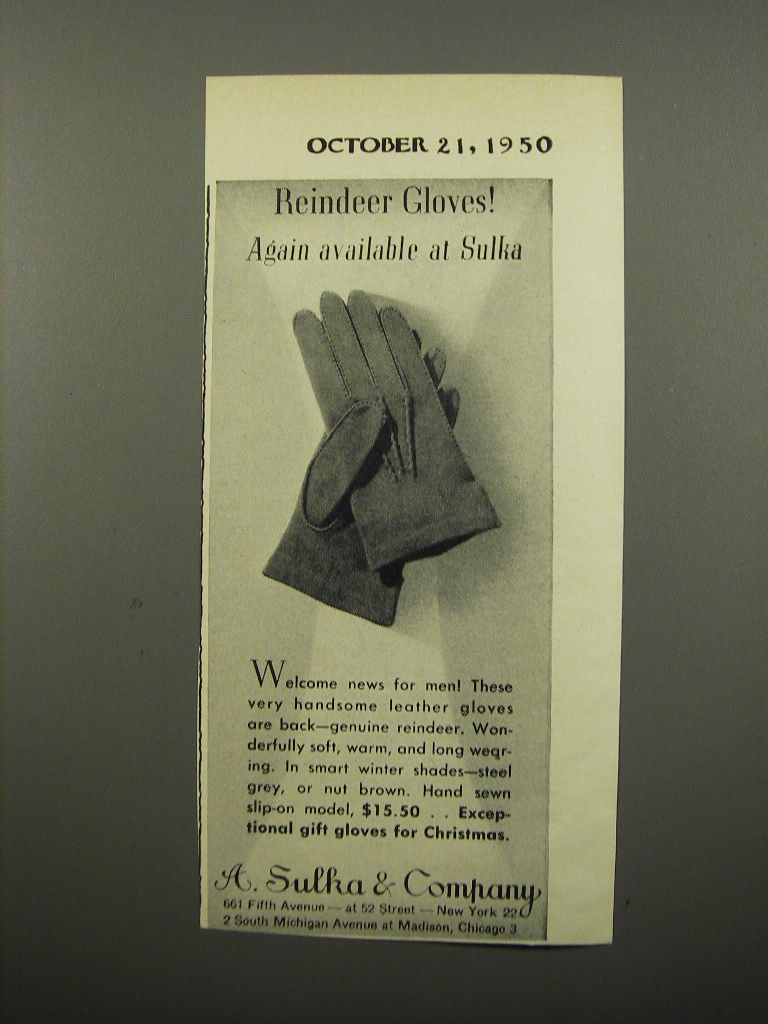 OCTOBER 21, 1950
Reindeer Gloves!
Again available at Sulka
Welcome news for men! These
very handsome leather gloves
are back—genuine reindeer. Won-
derfully soft, warm, and long wear-
ing. In smart winter shades—steel
grey, or nut brown. Hand sewn
slip-on model, $15.50 . . Excep-
tional gift gloves for Christmas.
A. Sulka & Company
661 Fifth Avenue — at 52 Street — New York 22
2 South Michigan Avenue at Madison, Chicago 3